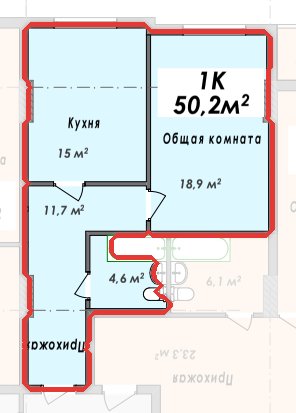 1К
50,2м²
Кухня
15 м²
Общая комната
18,9 м²
11,7 м²
4,6 м²
6,1 м²
Прихожая
23.3 м²
Прихожая